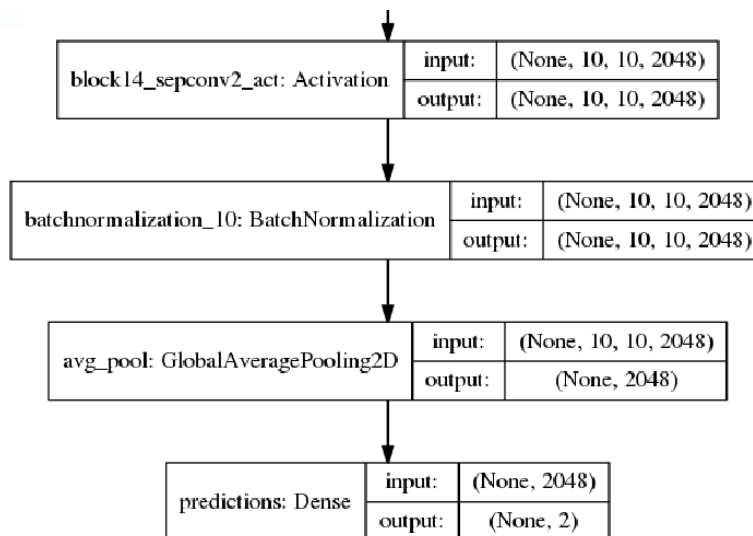 block14_sepconv2_act: Activation
input:
(None, 10, 10, 2048)
output:
(None, 10, 10, 2048)
batchnormalization_10: BatchNormalization
input:
(None, 10, 10, 2048)
output:
(None, 10, 10, 2048)
avg_pool: GlobalAveragePooling2D
input:
(None, 10, 10, 2048)
output:
(None, 2048)
predictions: Dense
input:
(None, 2048)
output:
(None, 2)